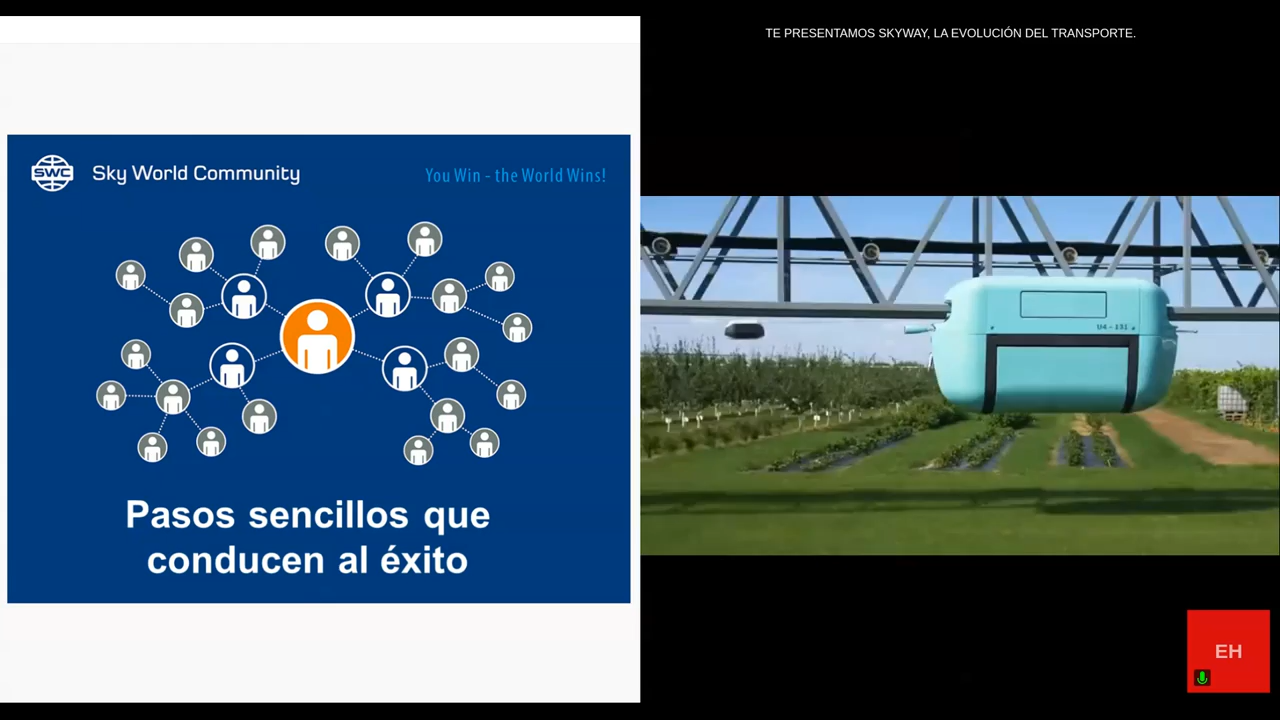 TE PRESENTAMOS SKYWAY, LA EVOLUCIÓN DEL TRANSPORTE.
SWC
Sky World Community
You Win - the World Wins!
Pasos sencillos que
conducen al éxito
U4 - 131
EH